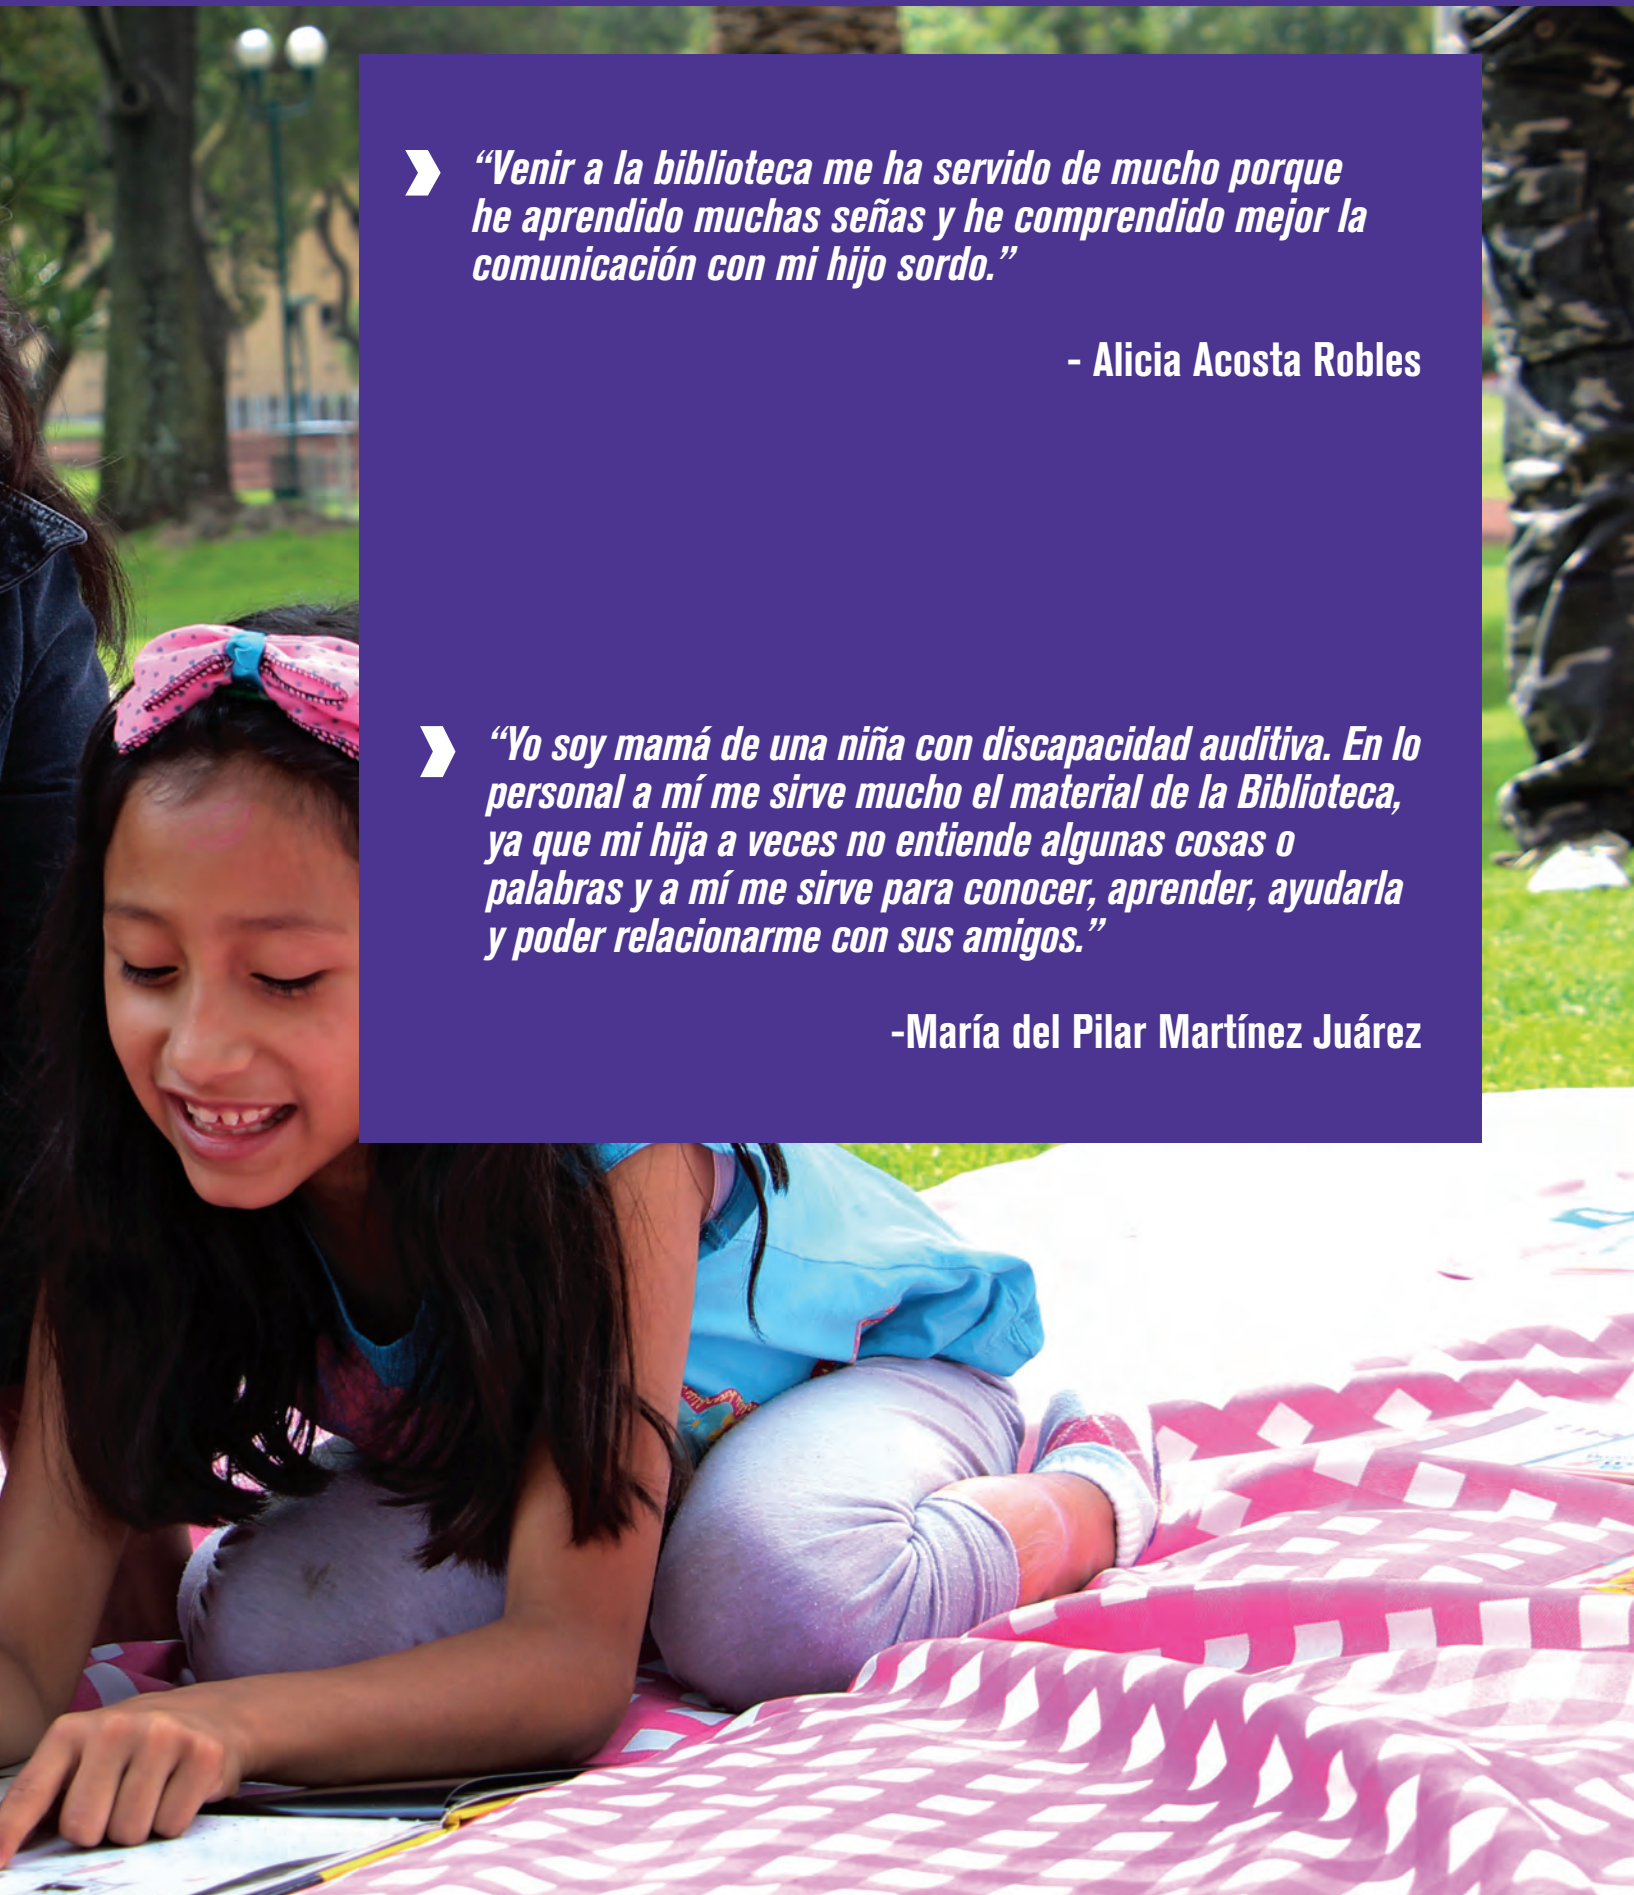 “Venir a la biblioteca me ha servido de mucho porque
he aprendido muchas señas y he comprendido mejor la
comunicación con mi hijo sordo.”
- Alicia Acosta Robles
“Yo soy mamá de una niña con discapacidad auditiva. En lo
personal a mí me sirve mucho el material de la Biblioteca,
ya que mi hija a veces no entiende algunas cosas o
palabras y a mí me sirve para conocer, aprender, ayudarla
y poder relacionarme con sus amigos.”
-María del Pilar Martínez Juárez